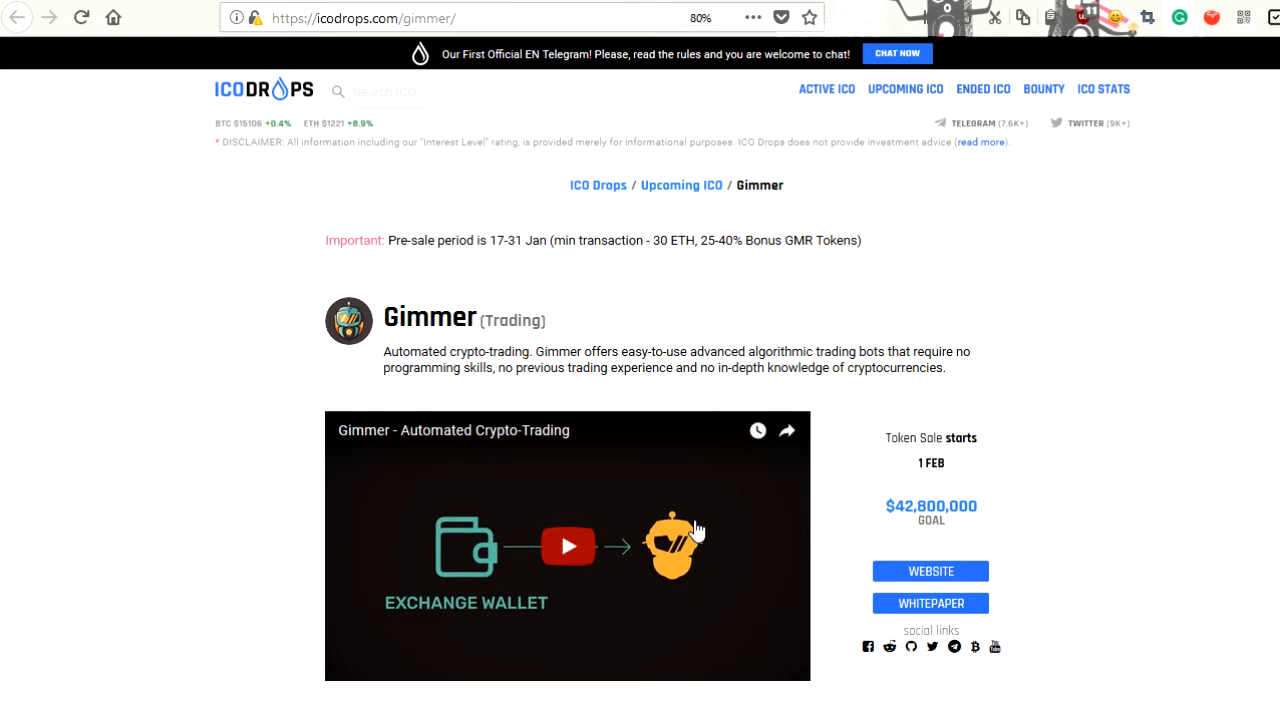 https://icodrops.com/gimmer/
80%
Our First Official EN Telegram! Please, read the rules and you are welcome to chat!
CHAT NOW
ICODROPS
Search ICO
ACTIVE ICO
UPCOMING ICO
ENDED ICO
BOUNTY
ICO STATS
BTC $15106 +0.4% ETH $1221 +8.9%
TELEGRAM (7.6K+)
TWITTER (9K+)
* DISCLAIMER: All information including our "Interest Level" rating, is provided merely for informational purposes. ICO Drops does not provide investment advice (read more).
ICO Drops / Upcoming ICO / Gimmer
Important: Pre-sale period is 17-31 Jan (min transaction - 30 ETH, 25-40% Bonus GMR Tokens)
Gimmer (Trading)
Automated crypto-trading. Gimmer offers easy-to-use advanced algorithmic trading bots that require no
programming skills, no previous trading experience and no in-depth knowledge of cryptocurrencies.
Gimmer - Automated Crypto-Trading
EXCHANGE WALLET
Token Sale starts
1 FEB
$42,800,000
GOAL
WEBSITE
WHITEPAPER
social links